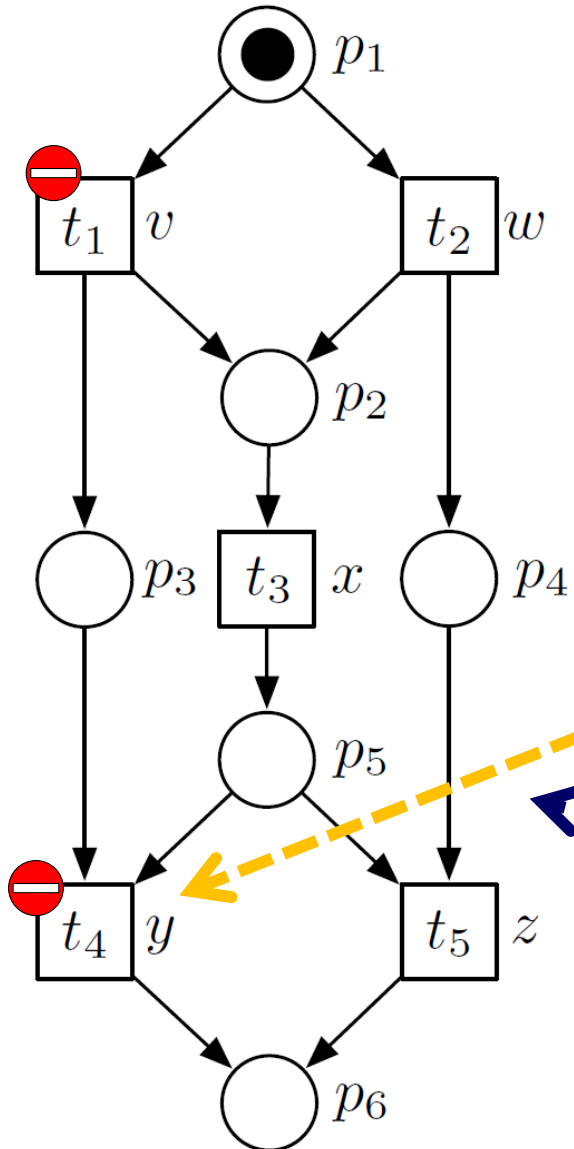 p₁
t₁ v t₂ w
p₂
p₃ t₃ x p₄
p₅
t₄ y t₅ z
p₆